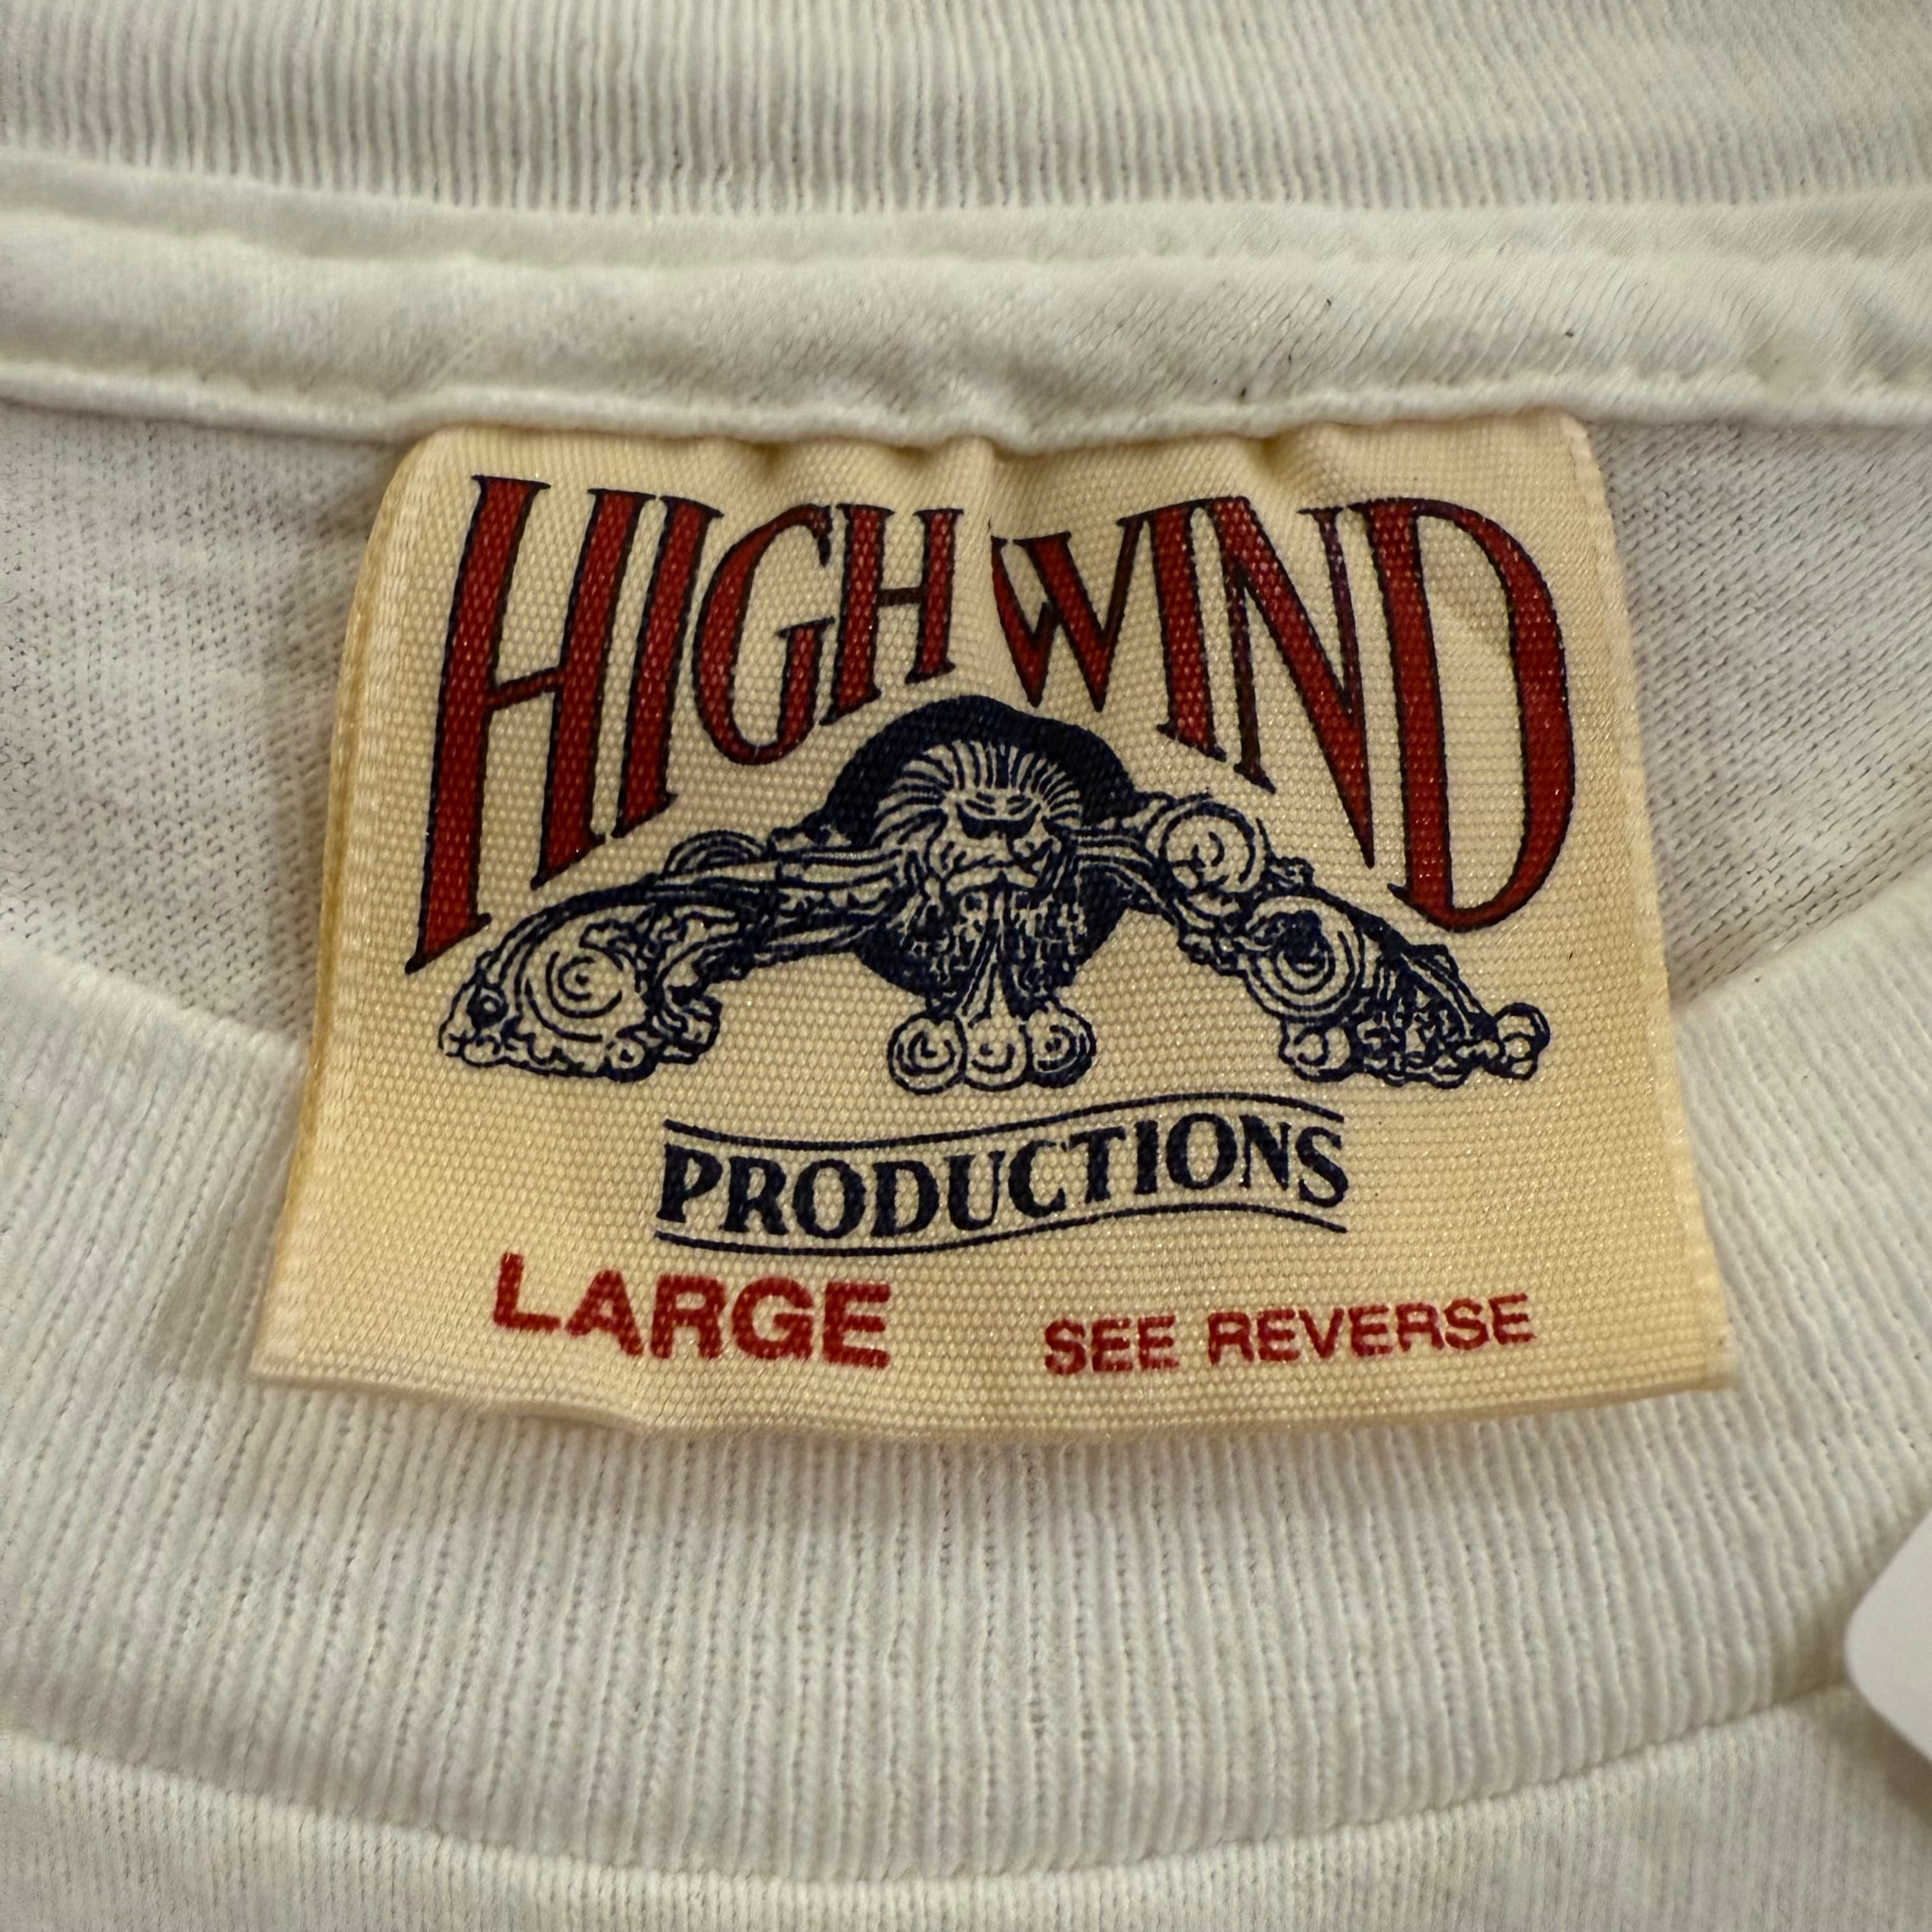 HIGH WIND
PRODUCTIONS
LARGE SEE REVERSE